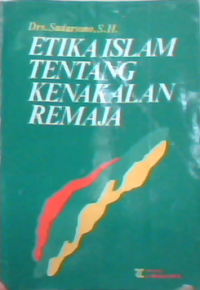 Drs. Sudarsono, S.H.
ETIKA ISLAM
TENTANG
KENAKALAN
REMAJA